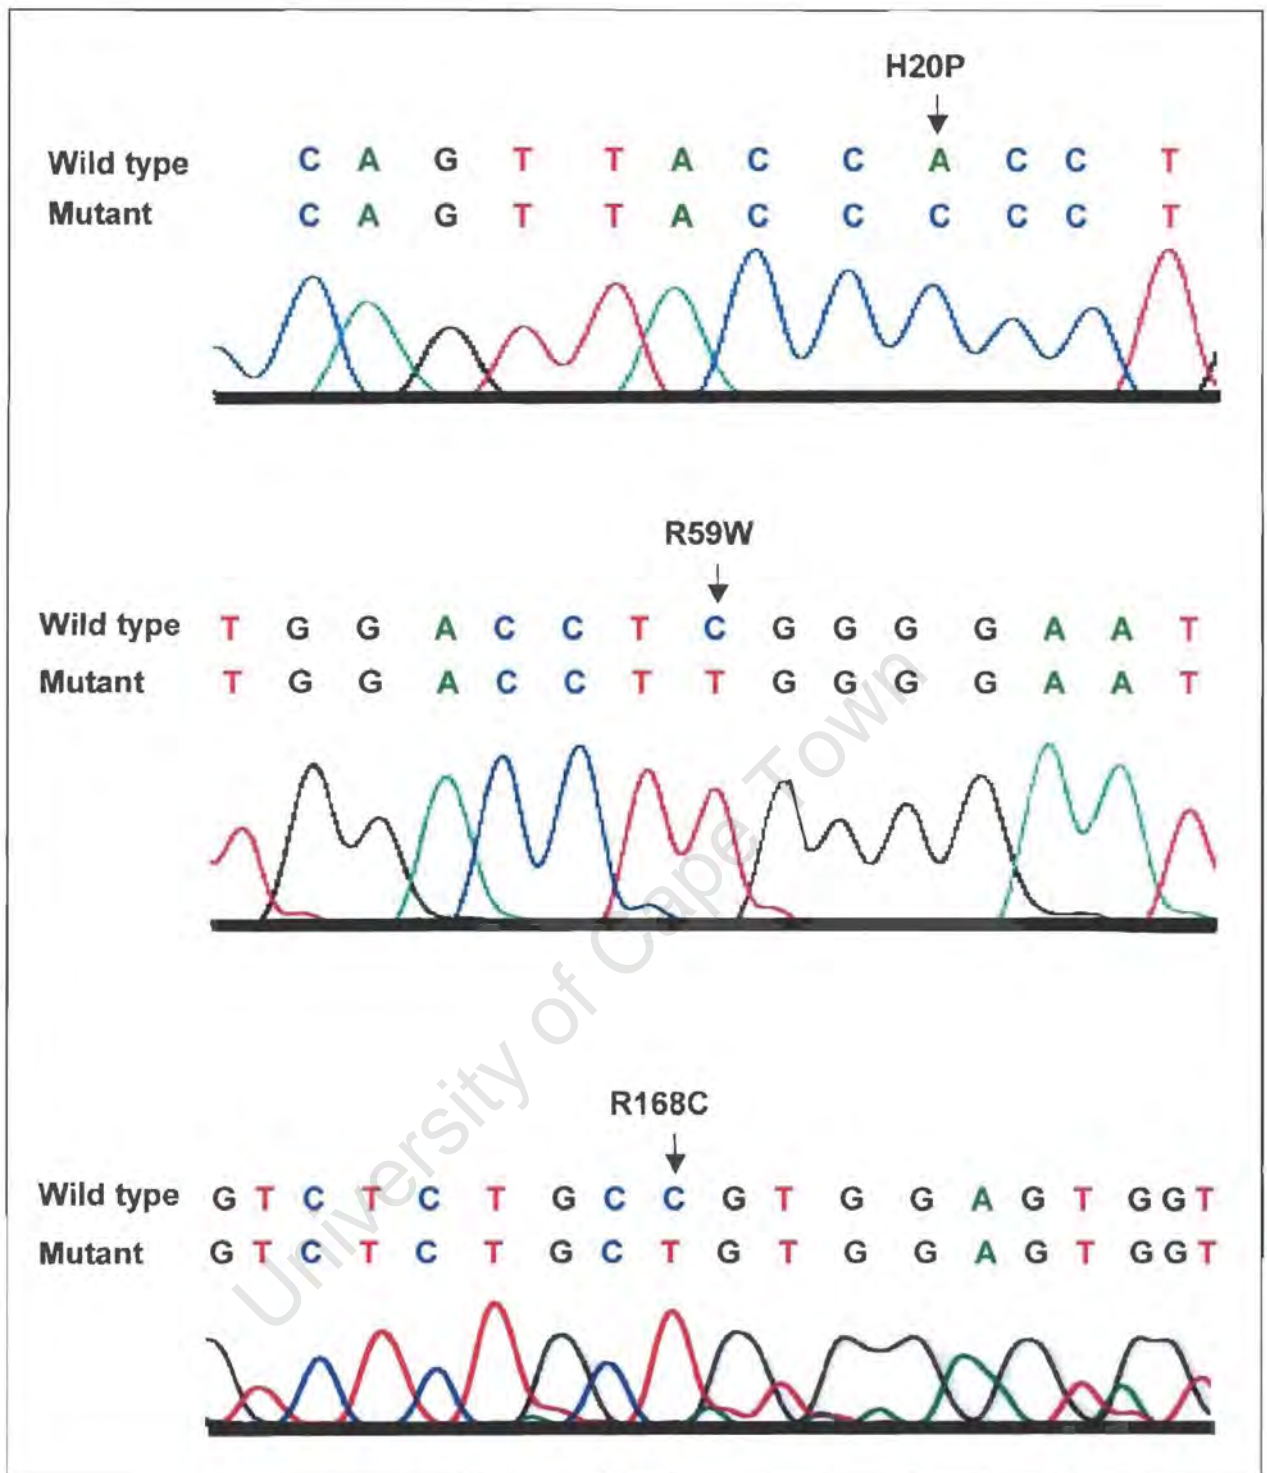 H20P
Wild type C A G T T A C C A C C T
Mutant C A G T T A C C C C C T
R59W
Wild type T G G A C C T C G G G G A A T
Mutant T G G A C C T T G G G G A A T
University of Cape Town
R168C
Wild type G T C T C T G C C G T G G A G T G G T
Mutant G T C T C T G C T G T G G A G T G G T